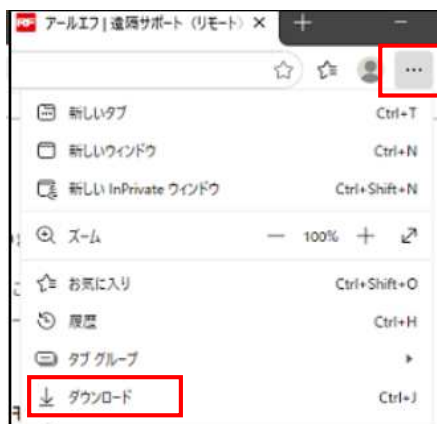 RF アールエフ | 遠隔サポート（リモート）
新しいタブ Ctrl+T
新しいウィンドウ Ctrl+N
新しい InPrivate ウィンドウ Ctrl+Shift+N
ズーム 100%
お気に入り Ctrl+Shift+O
履歴 Ctrl+H
タブ グループ
ダウンロード Ctrl+J